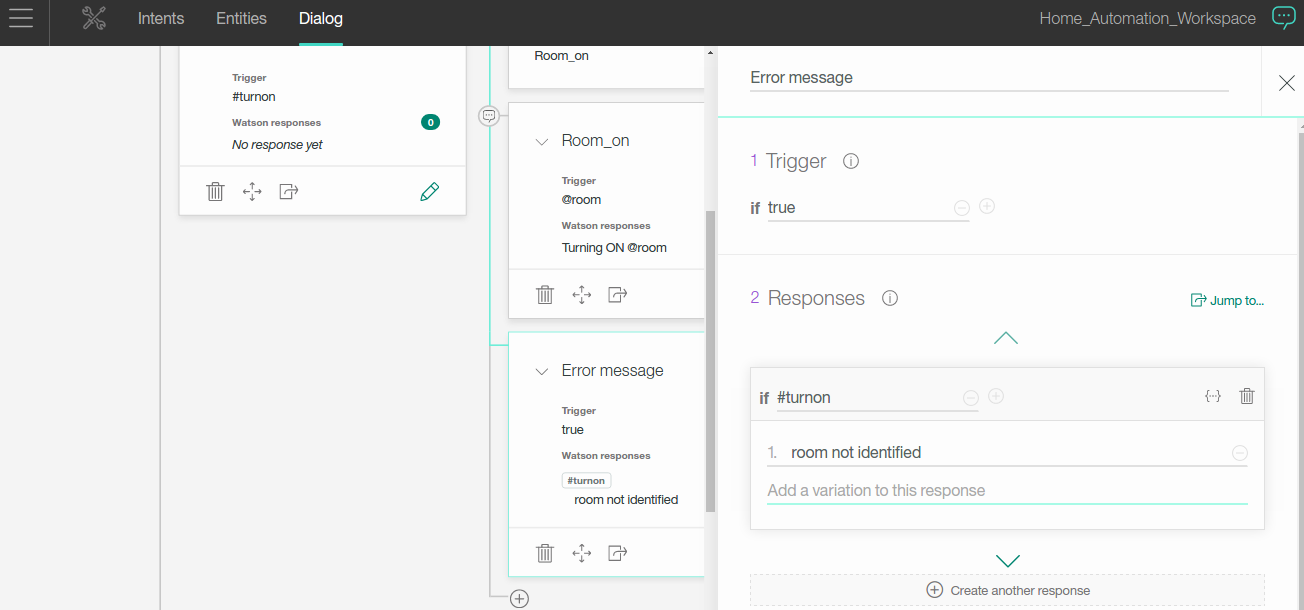 Intents Entities Dialog Home_Automation_Workspace
Trigger
#turnon
Watson responses 0
No response yet
Room_on
Room_on
Trigger
@room
Watson responses
Turning ON @room
Error message
Trigger
true
Watson responses
#turnon
room not identified
Error message
1 Trigger
if true
2 Responses
Jump to...
if #turnon
1. room not identified
Add a variation to this response
Create another response